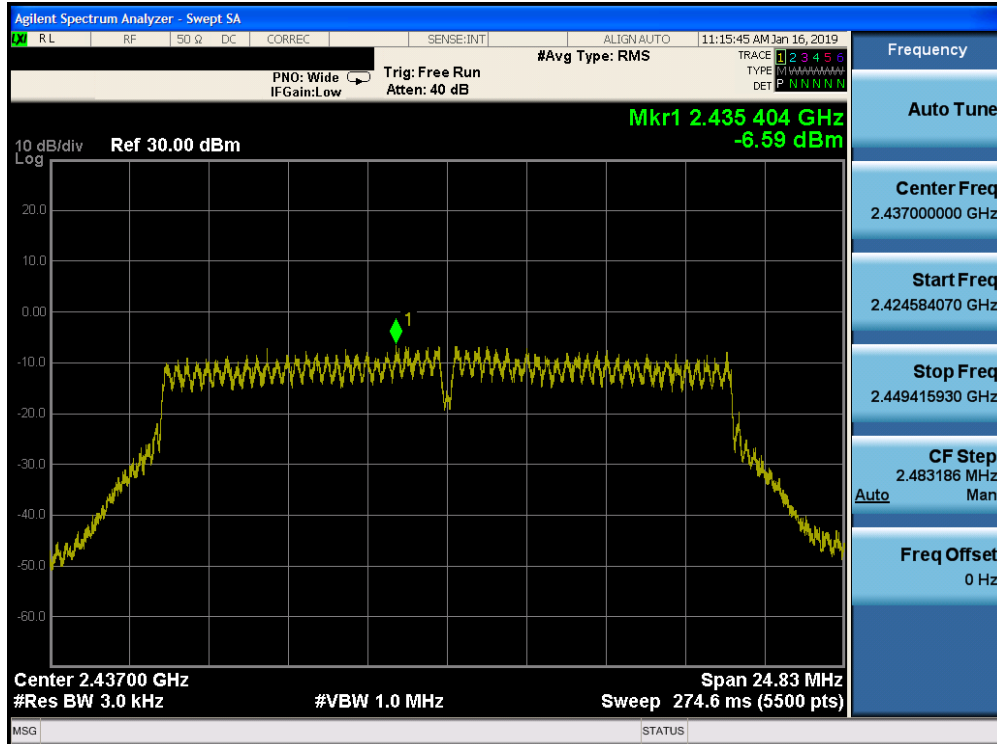 Agilent Spectrum Analyzer - Swept SA
LXI RL RF 50 Ω DC CORREC SENSE:INT ALIGN AUTO 11:15:45 AM Jan 16, 2019
PNO: Wide
IFGain:Low
Trig: Free Run
Atten: 40 dB
#Avg Type: RMS
TRACE 1 2 3 4 5 6
TYPE M WWWWW
DET P N N N N N
Mkr1 2.435 404 GHz
-6.59 dBm
10 dB/div Ref 30.00 dBm
Log
20.0
10.0
0.00
-10.0
-20.0
-30.0
-40.0
-50.0
-60.0
1
Center 2.43700 GHz Span 24.83 MHz
#Res BW 3.0 kHz #VBW 1.0 MHz Sweep 274.6 ms (5500 pts)
MSG STATUS
Frequency
Auto Tune
Center Freq
2.437000000 GHz
Start Freq
2.424584070 GHz
Stop Freq
2.449415930 GHz
CF Step
2.483186 MHz
Auto Man
Freq Offset
0 Hz